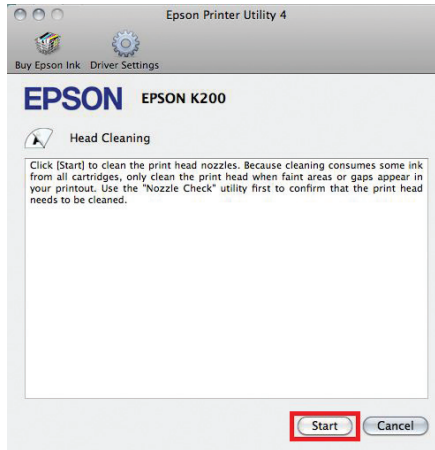 Epson Printer Utility 4
Buy Epson Ink Driver Settings
EPSON EPSON K200
Head Cleaning
Click [Start] to clean the print head nozzles. Because cleaning consumes some ink
from all cartridges, only clean the print head when faint areas or gaps appear in
your printout. Use the "Nozzle Check" utility first to confirm that the print head
needs to be cleaned.
Start Cancel